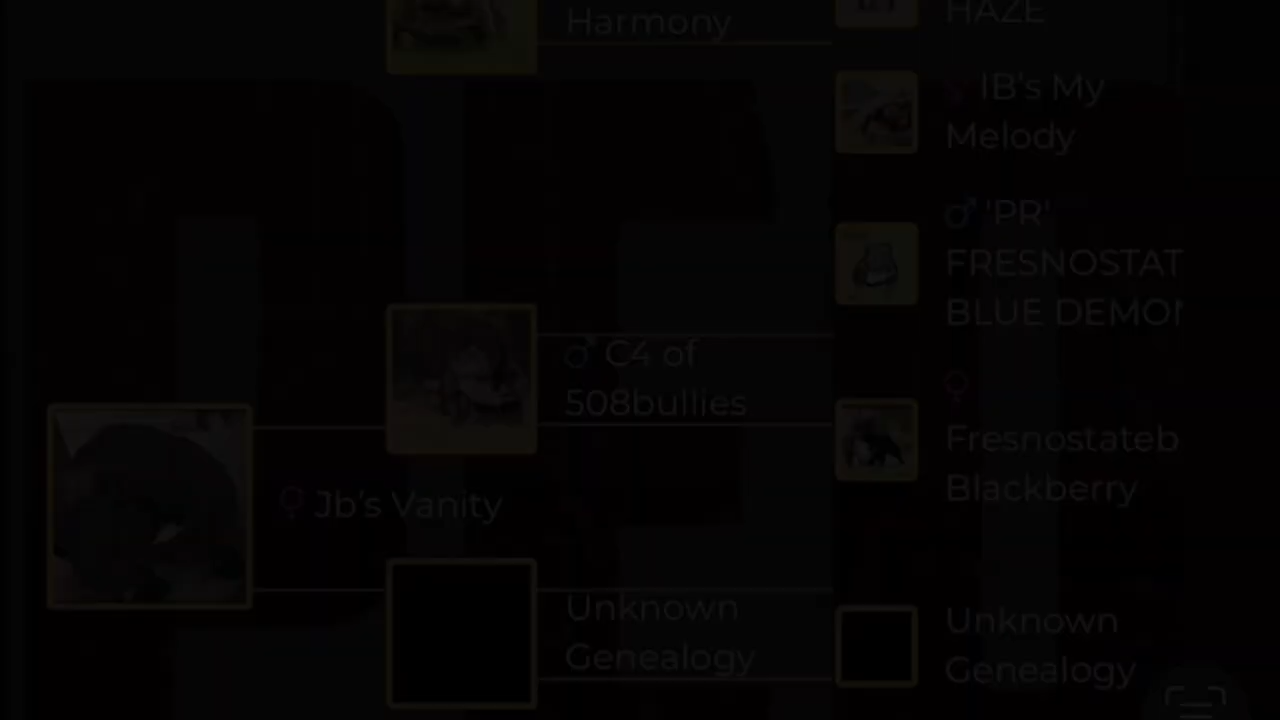 Harmony
HAZE
♀ IB's My
Melody
♂ 'PR'
FRESNOSTAT
BLUE DEMON
♂ C4 of
508bullies
♀
Fresnostateb
Blackberry
♀ Jb's Vanity
Unknown
Genealogy
Unknown
Genealogy